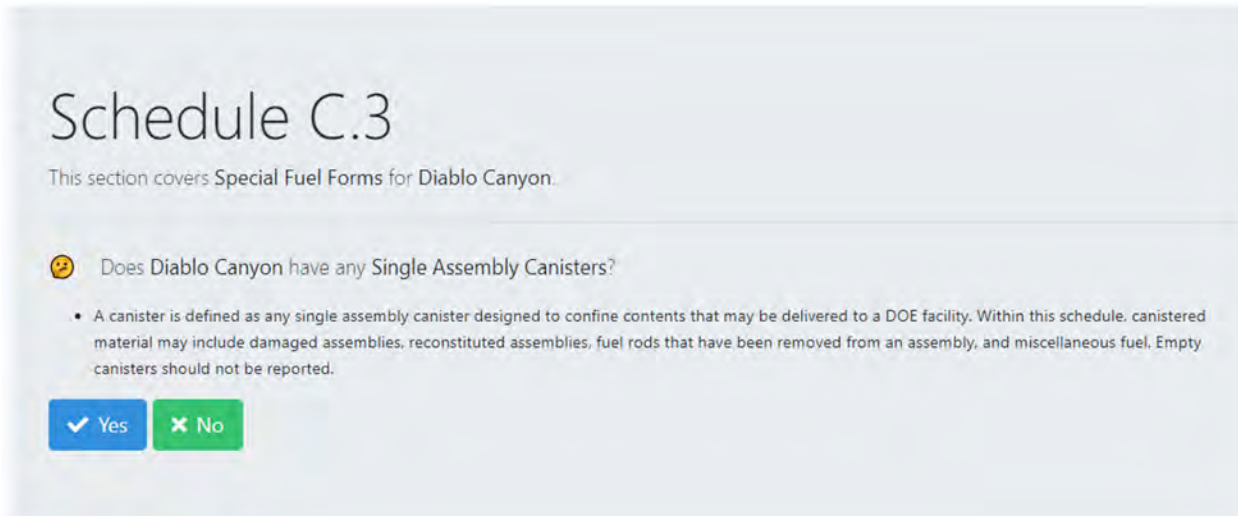 Schedule C.3
This section covers Special Fuel Forms for Diablo Canyon.
Does Diablo Canyon have any Single Assembly Canisters?
• A canister is defined as any single assembly canister designed to confine contents that may be delivered to a DOE facility. Within this schedule, canistered
material may include damaged assemblies, reconstituted assemblies, fuel rods that have been removed from an assembly, and miscellaneous fuel. Empty
canisters should not be reported.
Yes No